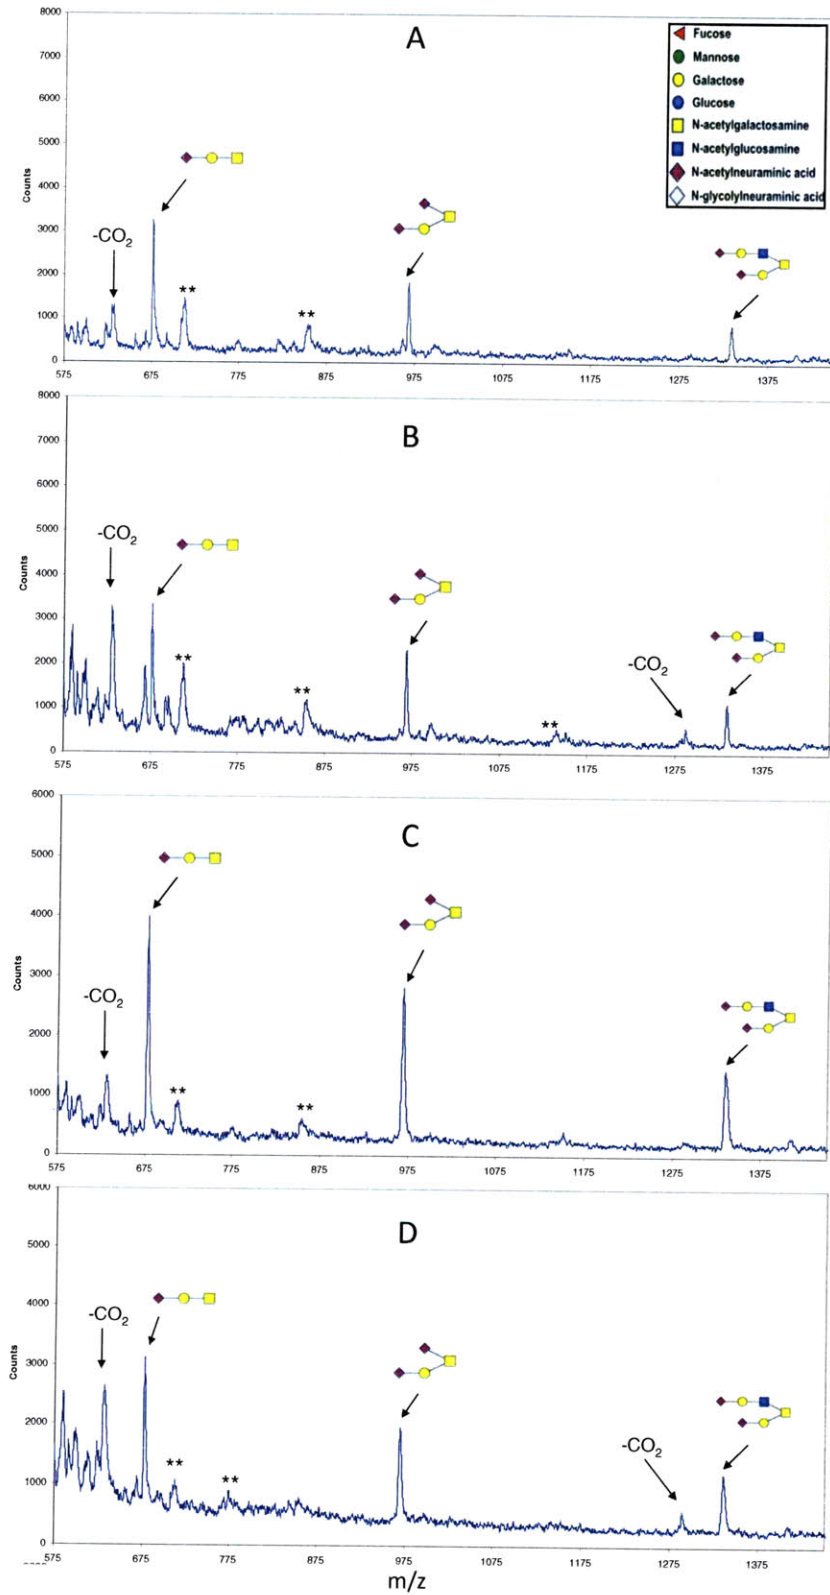 A
8000
7000
6000
5000
4000
3000
2000
1000
0
Counts
Fucose
Mannose
Galactose
Glucose
N-acetylgalactosamine
N-acetylglucosamine
N-acetylneuraminic acid
N-glycolylneuraminic acid
-CO2
**
**
575 675 775 875 975 1075 1175 1275 1375
B
8000
7000
6000
5000
4000
3000
2000
1000
0
Counts
-CO2
**
**
**
-CO2
575 675 775 875 975 1075 1175 1275 1375
C
6000
5000
4000
3000
2000
1000
0
Counts
-CO2
**
**
575 675 775 875 975 1075 1175 1275 1375
D
6000
5000
4000
3000
2000
1000
0
Counts
-CO2
**
**
-CO2
575 675 775 875 975 1075 1175 1275 1375
m/z